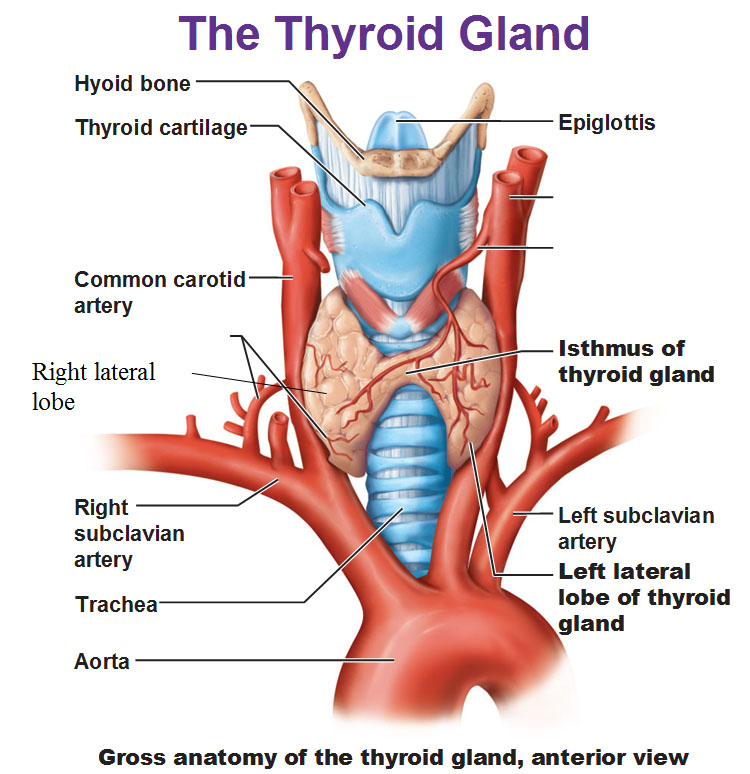 The Thyroid Gland
Hyoid bone
Thyroid cartilage
Epiglottis
Common carotid
artery
Isthmus of
thyroid gland
Right lateral
lobe
Right
subclavian
artery
Left subclavian
artery
Left lateral
lobe of thyroid
gland
Trachea
Aorta
Gross anatomy of the thyroid gland, anterior view